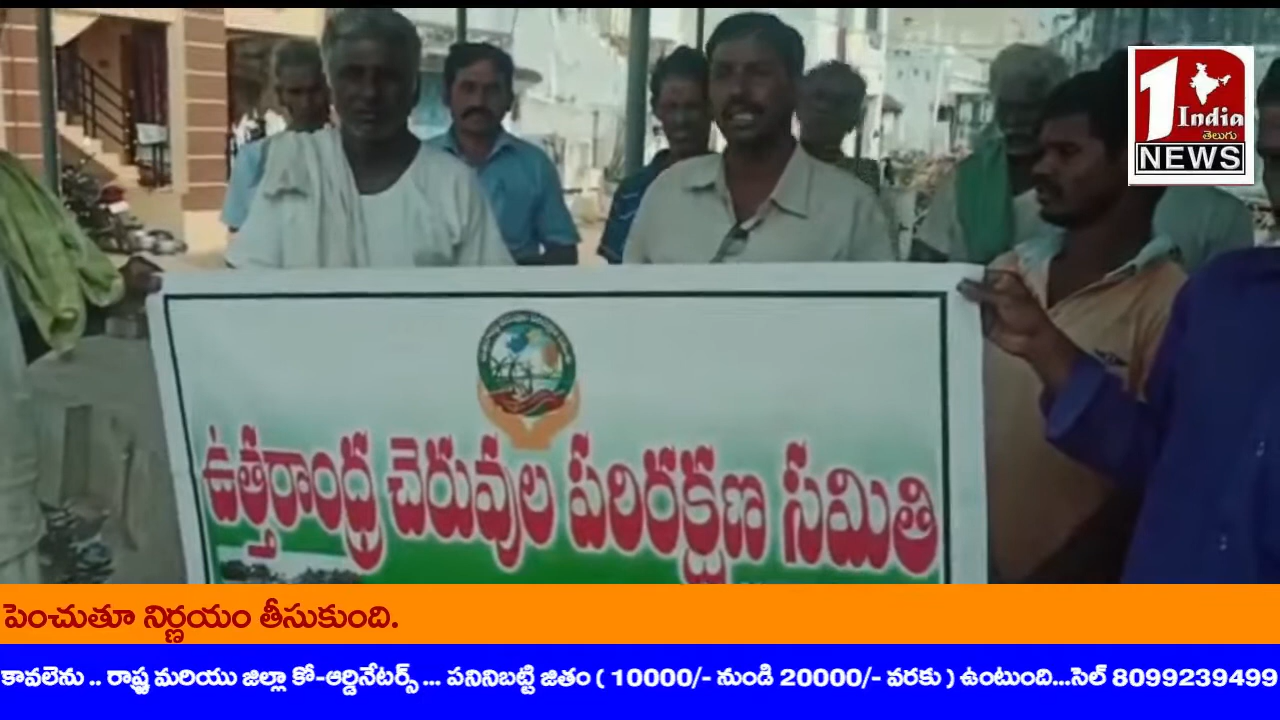 1
India
తెలుగు
NEWS
ఉత్తరాంధ్ర చెరువుల పరిరక్షణ సమితి
పెంచుతూ నిర్ణయం తీసుకుంది.
కావలెను .. రాష్ట్ర మరియు జిల్లా కో-ఆర్డినేటర్స్ ... పనినిబట్టి జీతం ( 10000/- నుండి 20000/- వరకు ) ఉంటుంది...సెల్ 8099239499